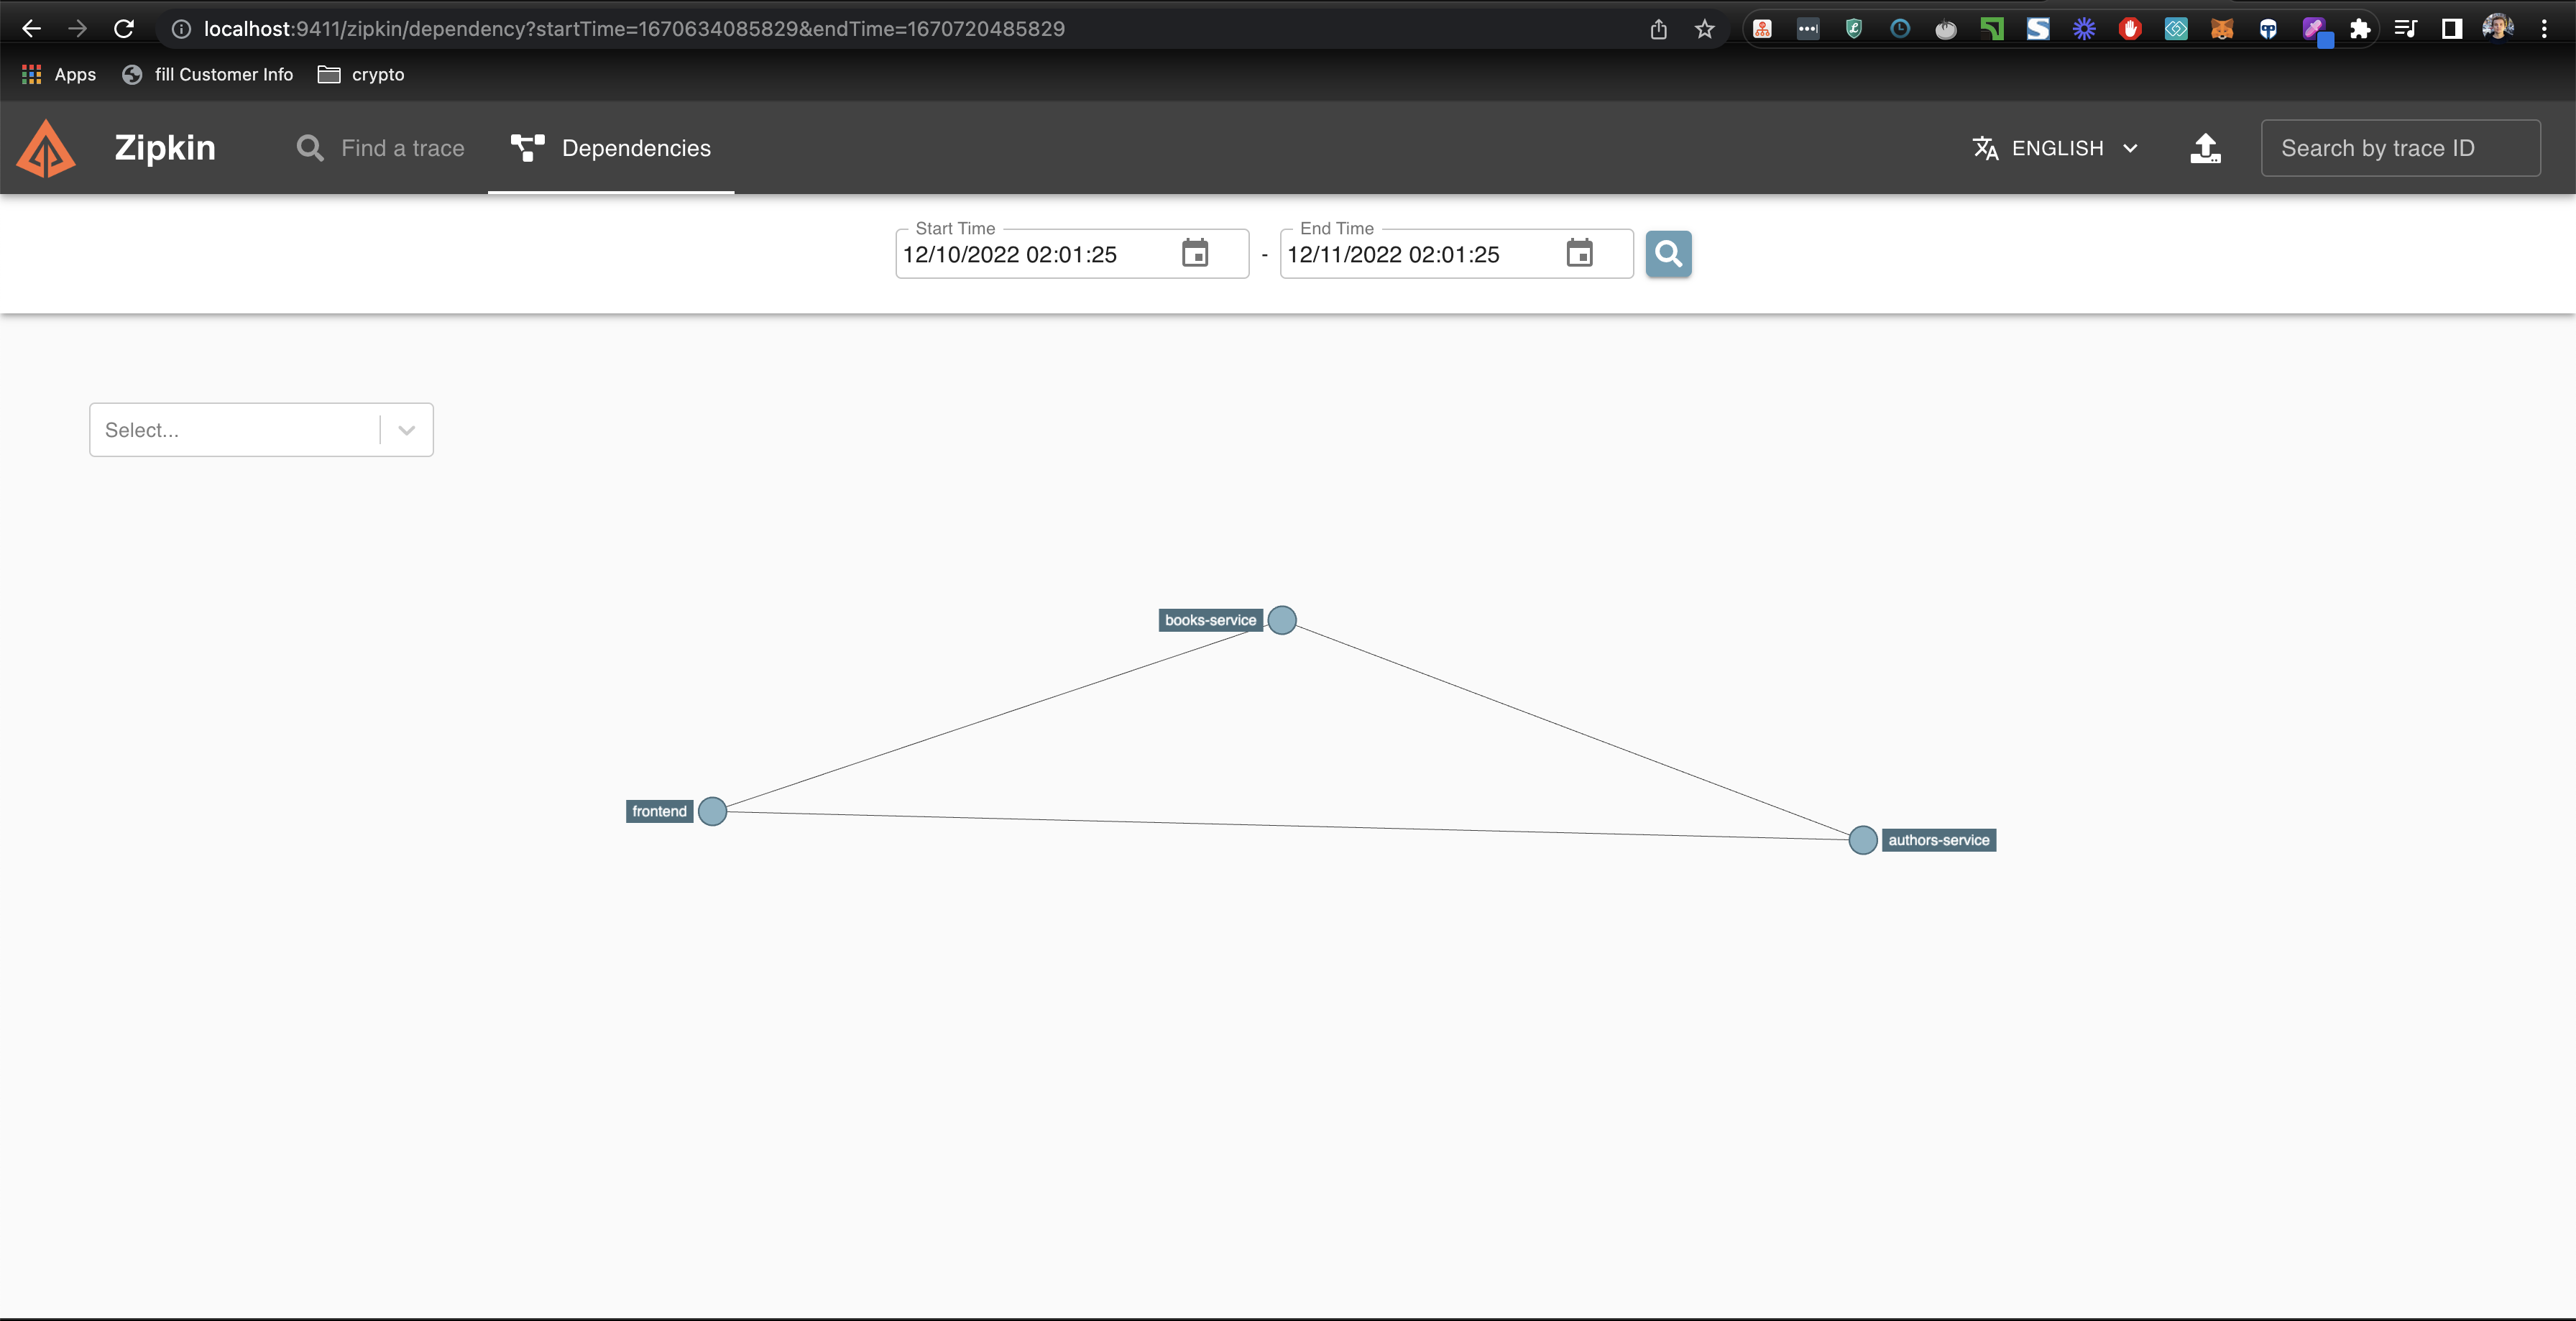 localhost:9411/zipkin/dependency?startTime=1670634085829&endTime=1670720485829
Apps
fill Customer Info
crypto
Zipkin
Find a trace
Dependencies
ENGLISH
Search by trace ID
Start Time
12/10/2022 02:01:25
-
End Time
12/11/2022 02:01:25
Select...
books-service
frontend
authors-service